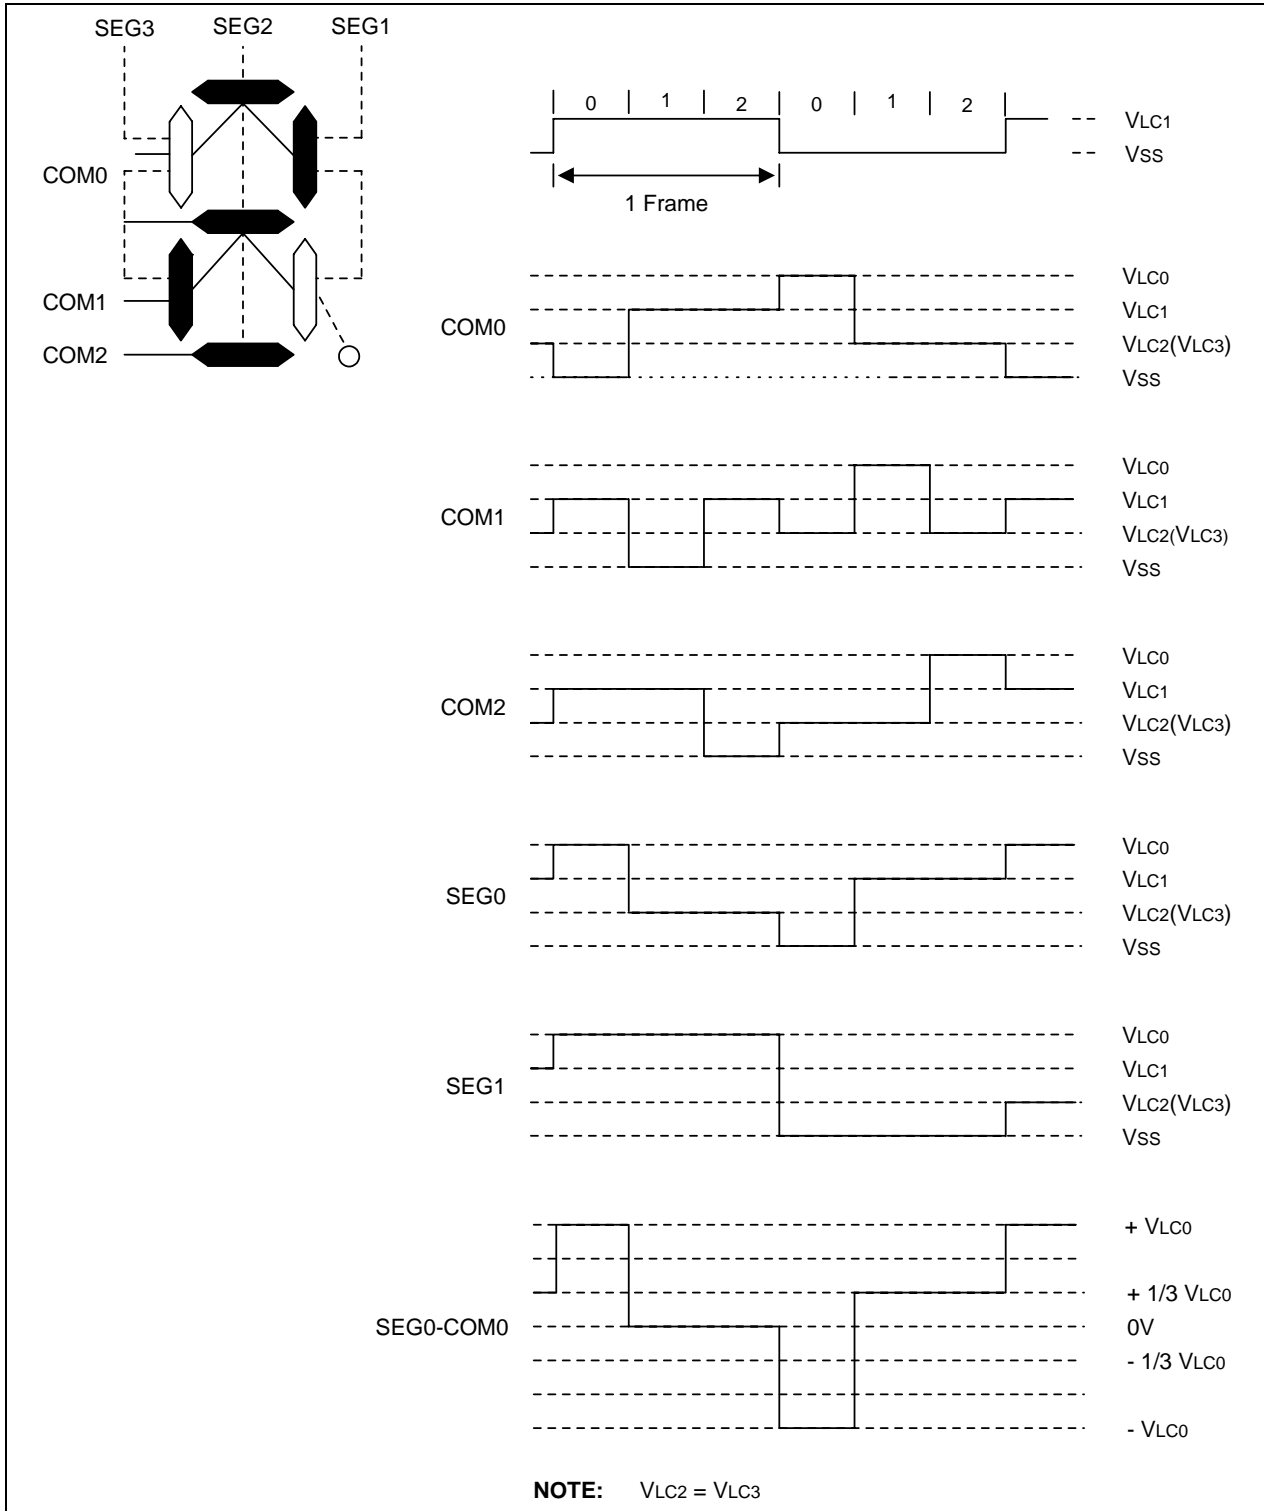 SEG3 SEG2 SEG1
COM0
COM1
COM2
0 1 2 0 1 2
VLC1
VSS
1 Frame
COM0
VLC0
VLC1
VLC2(VLC3)
VSS
COM1
VLC0
VLC1
VLC2(VLC3)
VSS
COM2
VLC0
VLC1
VLC2(VLC3)
VSS
SEG0
VLC0
VLC1
VLC2(VLC3)
VSS
SEG1
VLC0
VLC1
VLC2(VLC3)
VSS
SEG0-COM0
+ VLC0
+ 1/3 VLC0
0V
- 1/3 VLC0
- VLC0
NOTE: VLC2 = VLC3